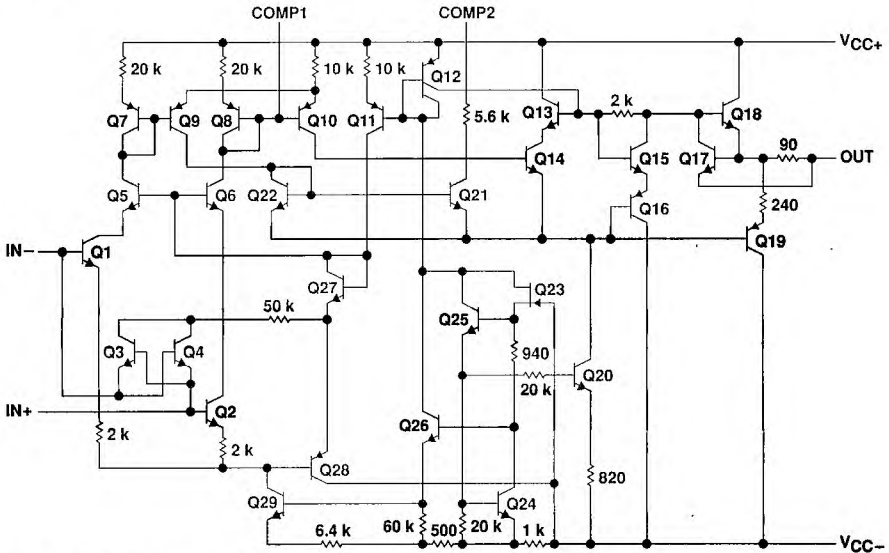 COMP1 COMP2
VCC+
20 k 20 k 10 k 10 k
Q12
Q7 Q9 Q8 Q10 Q11
5.6 k
Q13 2 k Q18
Q14 Q15 Q17 90 OUT
Q5 Q6 Q22 Q21
Q16 240
Q19
IN− Q1
Q27 Q23
50 k Q25
Q3 Q4 940
20 k Q20
IN+ Q2 Q26
2 k 2 k
Q28
820
Q29 Q24
60 k 500 20 k 1 k
6.4 k
VCC−